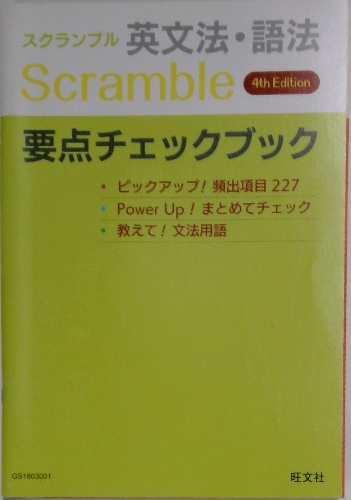 スクランブル 英文法・語法
Scramble 4th Edition
要点チェックブック
• ピックアップ! 頻出項目 227
• Power Up! まとめてチェック
• 教えて! 文法用語
GS1803001
旺文社